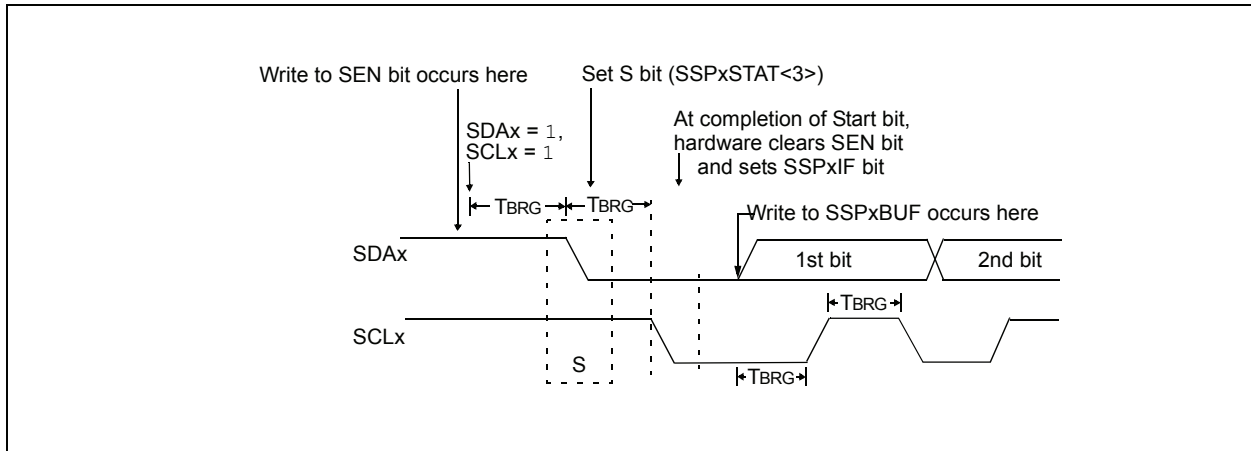 Write to SEN bit occurs here
Set S bit (SSPxSTAT<3>)
At completion of Start bit,
hardware clears SEN bit
and sets SSPxIF bit
SDAx = 1,
SCLx = 1
TBRG
TBRG
Write to SSPxBUF occurs here
SDAx
1st bit
2nd bit
TBRG
SCLx
S
TBRG